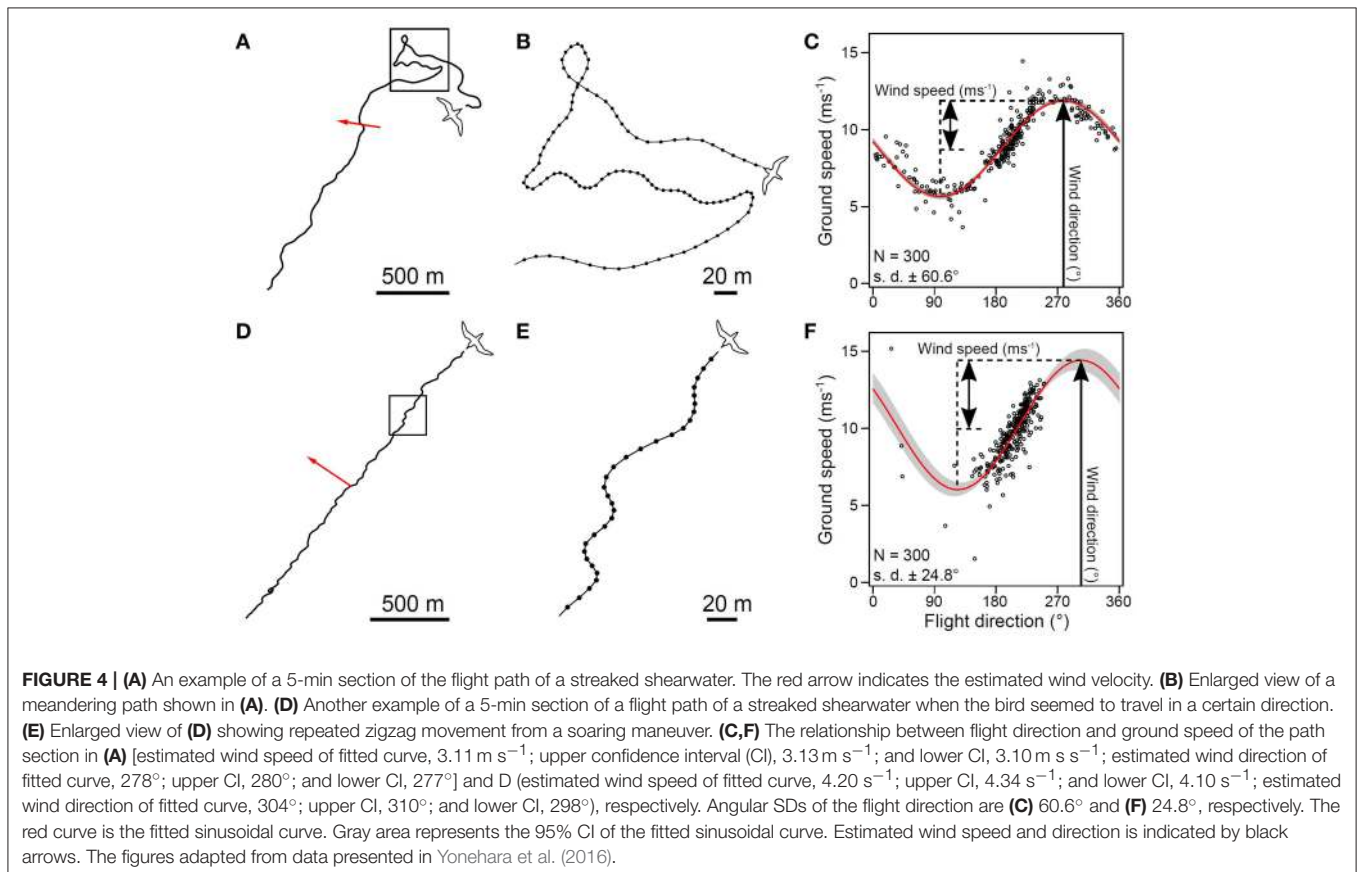 A
500 m
B
20 m
C
15
10
5
0
Ground speed (ms-1)
Wind speed (ms-1)
Wind direction (°)
N = 300
s. d. ± 60.6°
0 90 180 270 360
D
500 m
E
20 m
F
15
10
5
0
Ground speed (ms-1)
Wind speed (ms-1)
Wind direction (°)
N = 300
s. d. ± 24.8°
0 90 180 270 360
Flight direction (°)
FIGURE 4 | (A) An example of a 5-min section of the flight path of a streaked shearwater. The red arrow indicates the estimated wind velocity. (B) Enlarged view of a
meandering path shown in (A). (D) Another example of a 5-min section of a flight path of a streaked shearwater when the bird seemed to travel in a certain direction.
(E) Enlarged view of (D) showing repeated zigzag movement from a soaring maneuver. (C,F) The relationship between flight direction and ground speed of the path
section in (A) [estimated wind speed of fitted curve, 3.11 m s−1; upper confidence interval (CI), 3.13 m s−1; and lower CI, 3.10 m s s−1; estimated wind direction of
fitted curve, 278°; upper CI, 280°; and lower CI, 277°] and D (estimated wind speed of fitted curve, 4.20 s−1; upper CI, 4.34 s−1; and lower CI, 4.10 s−1; estimated
wind direction of fitted curve, 304°; upper CI, 310°; and lower CI, 298°), respectively. Angular SDs of the flight direction are (C) 60.6° and (F) 24.8°, respectively. The
red curve is the fitted sinusoidal curve. Gray area represents the 95% CI of the fitted sinusoidal curve. Estimated wind speed and direction is indicated by black
arrows. The figures adapted from data presented in Yonehara et al. (2016).